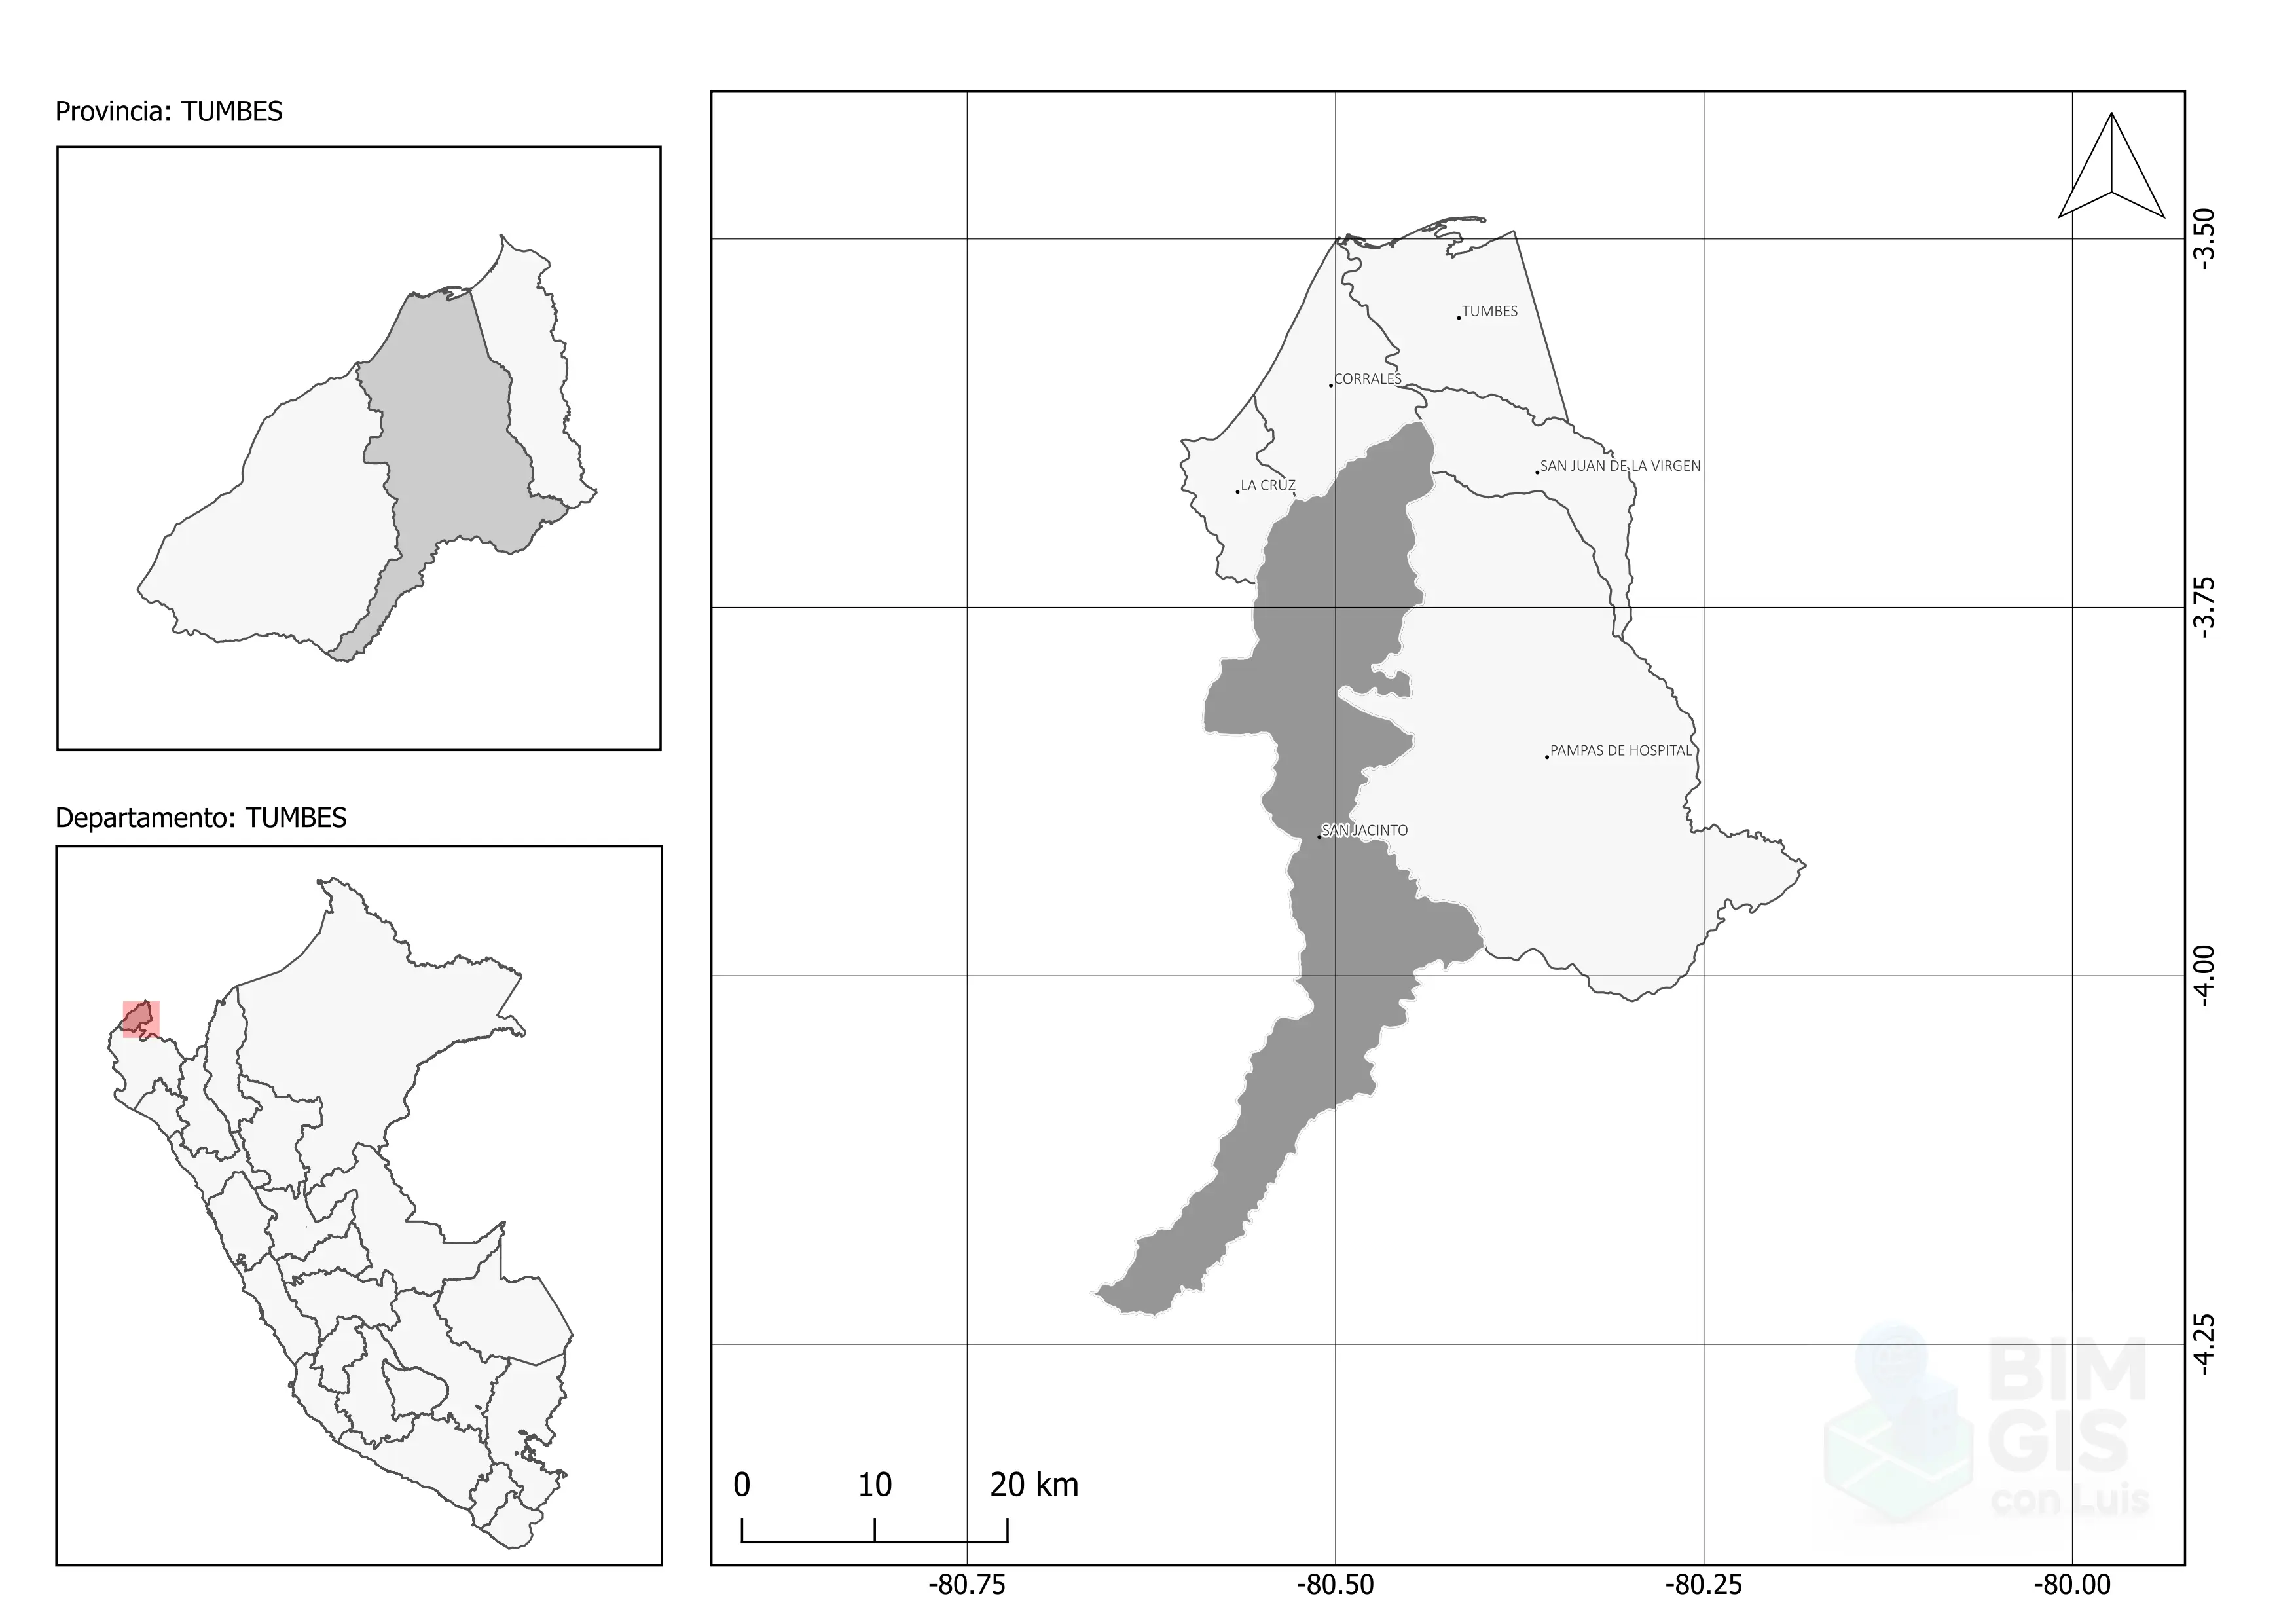 Provincia: TUMBES
Departamento: TUMBES
TUMBES
CORRALES
SAN JUAN DE LA VIRGEN
LA CRUZ
PAMPAS DE HOSPITAL
SAN JACINTO
-3.50
-3.75
-4.00
-4.25
0 10 20 km
-80.75 -80.50 -80.25 -80.00
BIM
GIS
con Luis